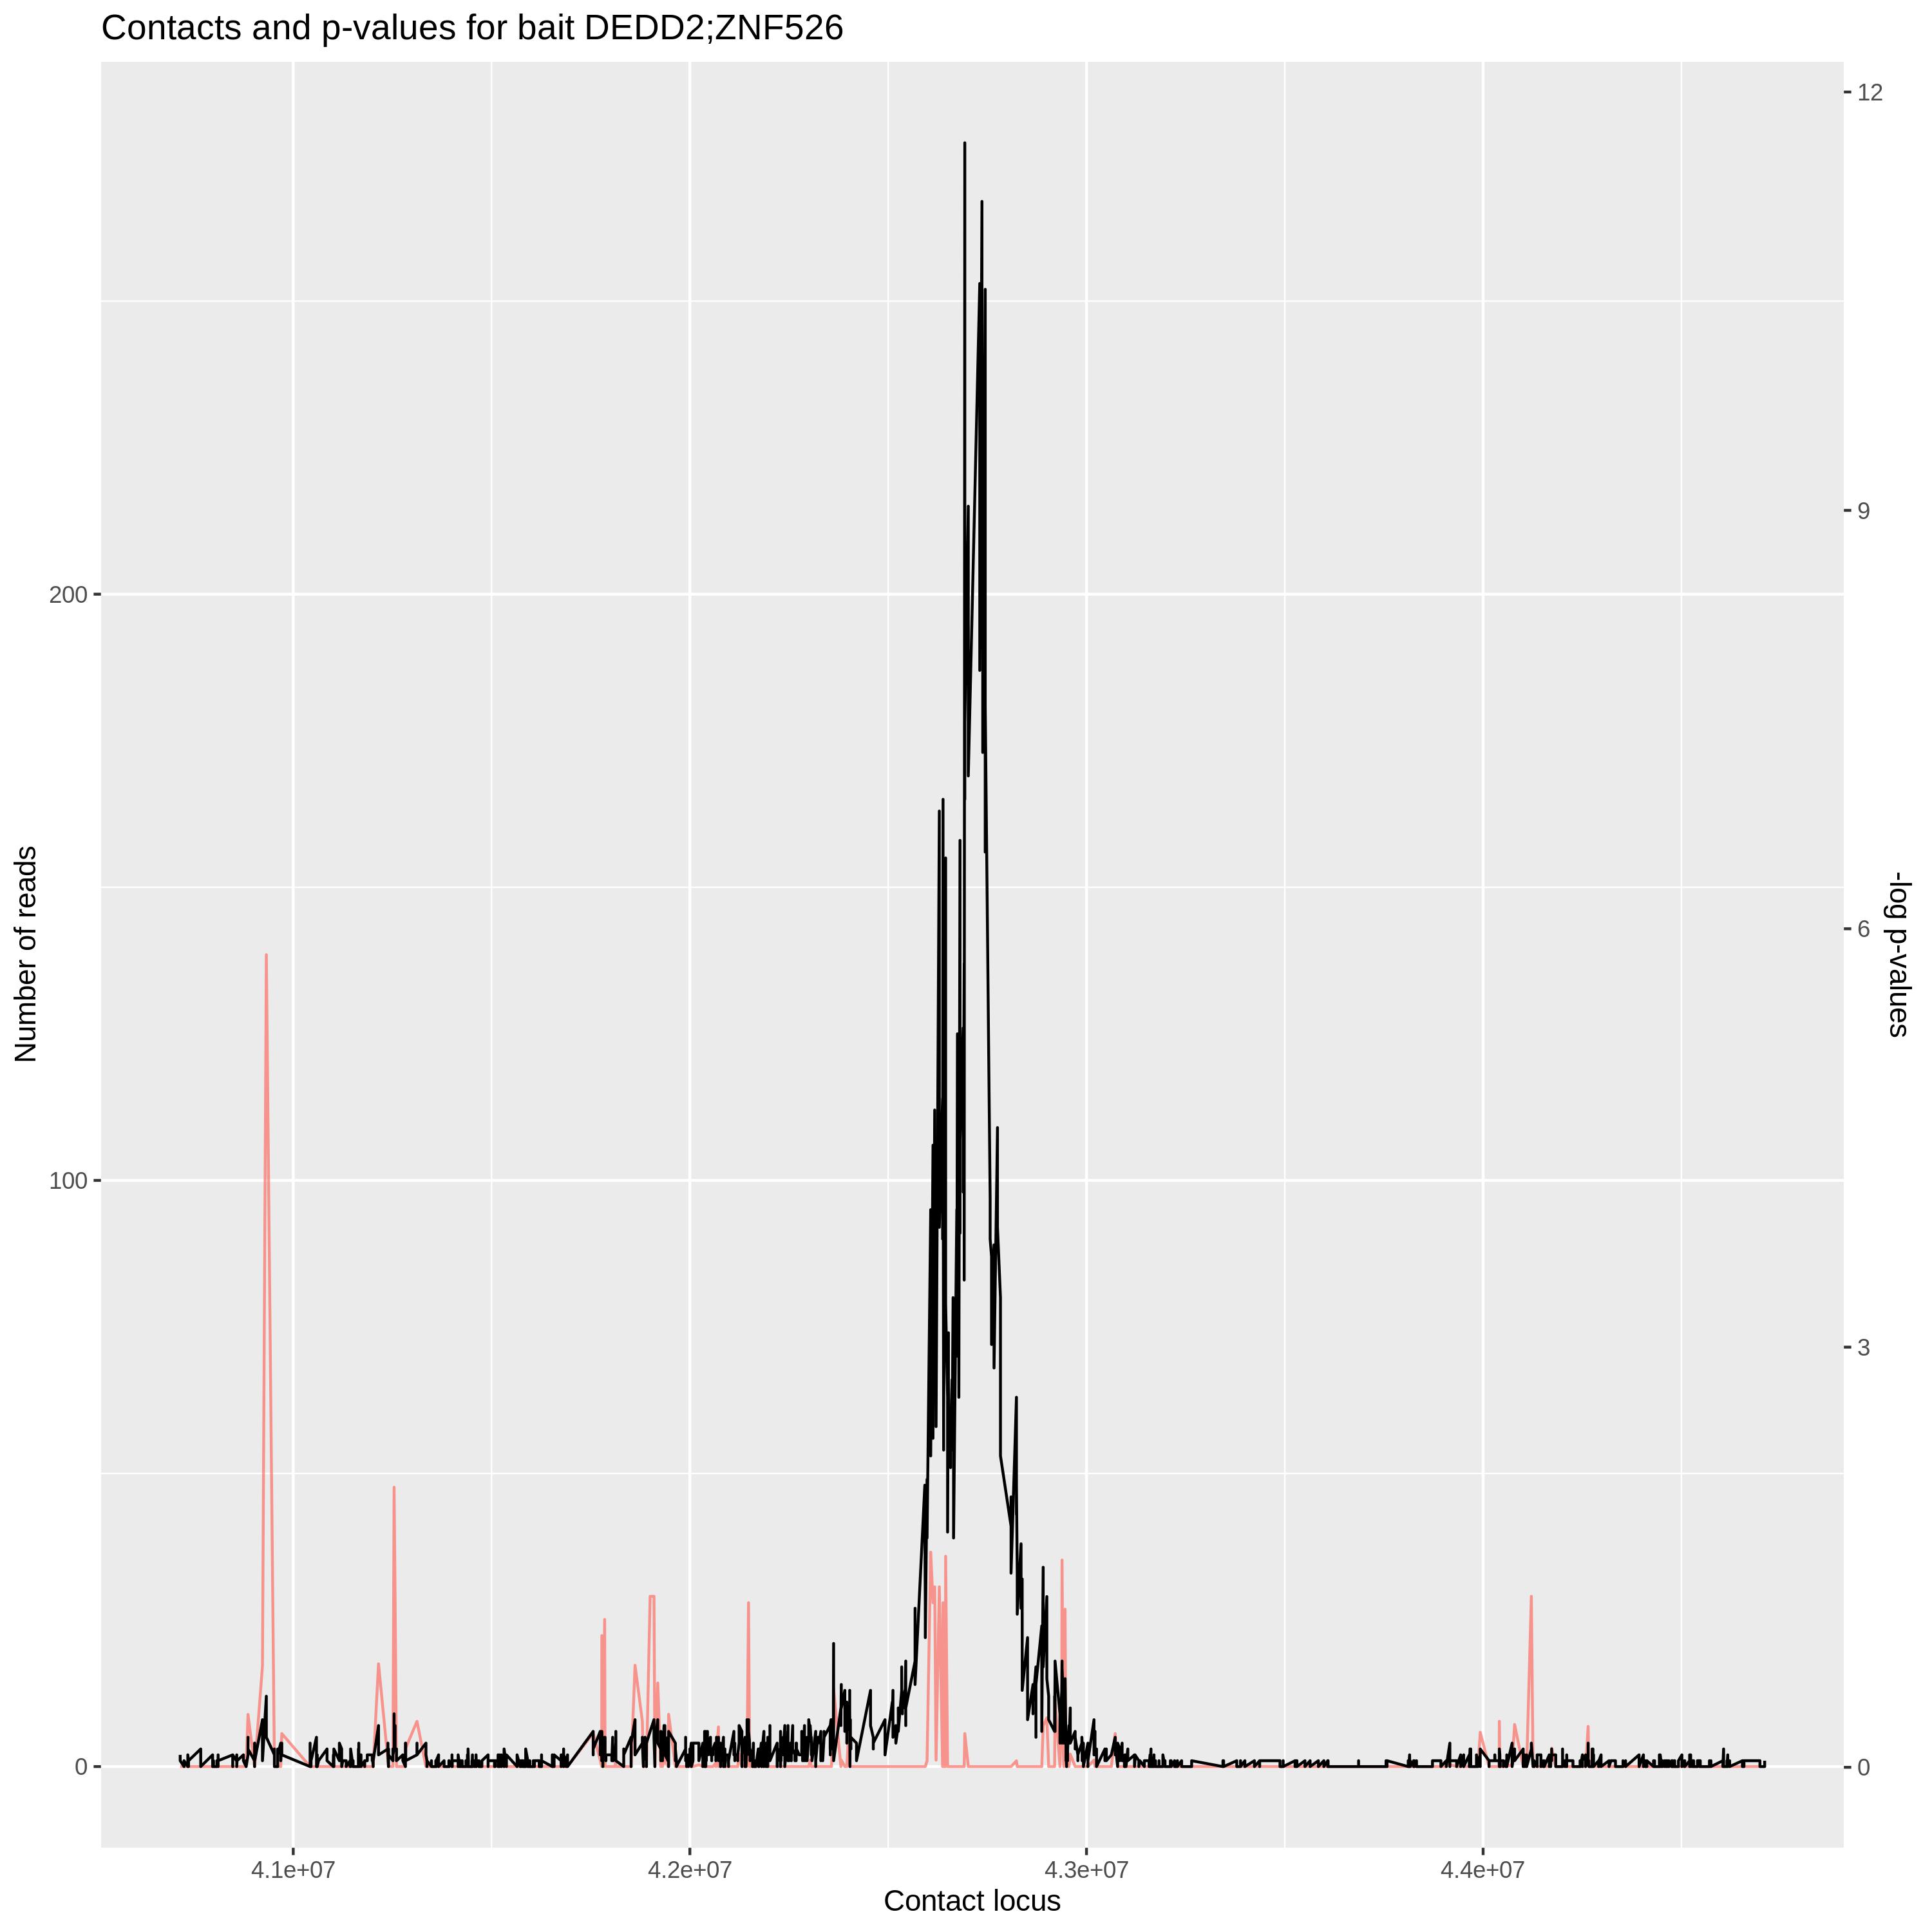 Contacts and p-values for bait DEDD2;ZNF526
12
9
200
6
Number of reads
-log p-values
100
3
0
0
4.1e+07
4.2e+07
4.3e+07
4.4e+07
Contact locus